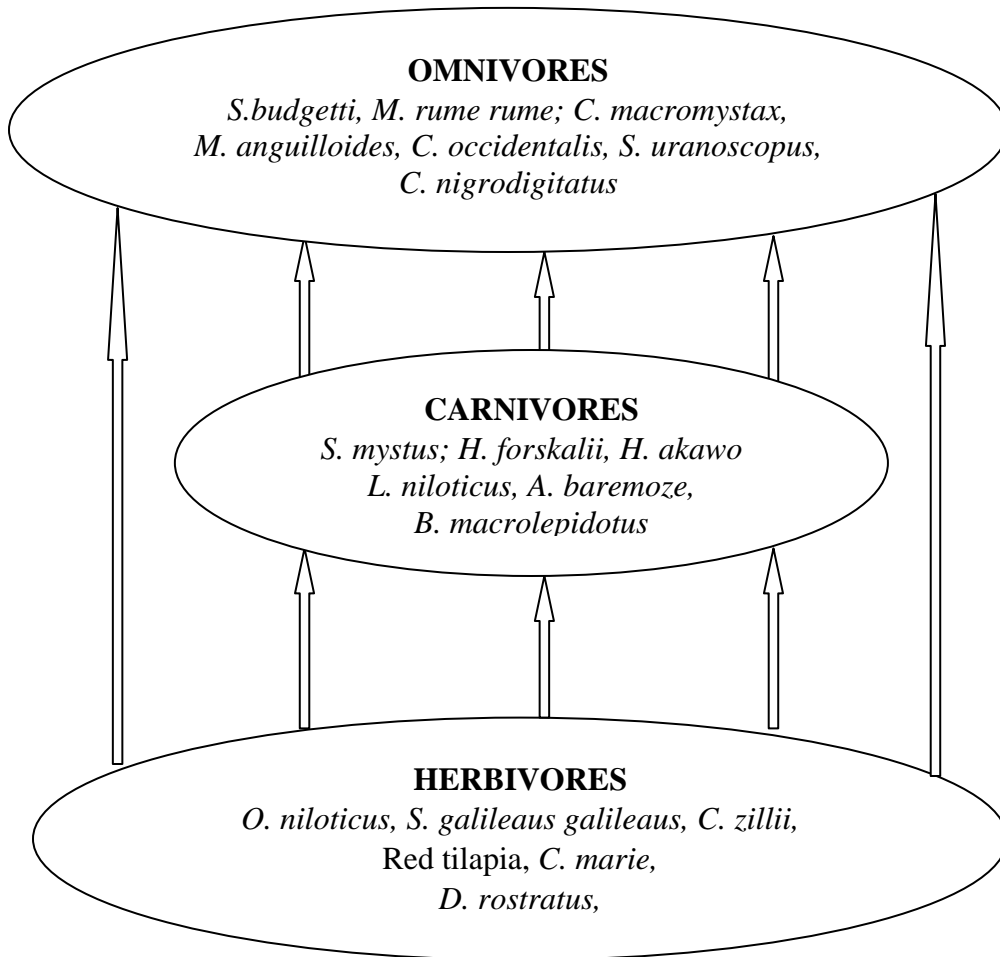 OMNIVORES
S.budgetti, M. rume rume; C. macromystax,
M. anguilloides, C. occidentalis, S. uranoscopus,
C. nigrodigitatus
CARNIVORES
S. mystus; H. forskalii, H. akawo
L. niloticus, A. baremoze,
B. macrolepidotus
HERBIVORES
O. niloticus, S. galileaus galileaus, C. zillii,
Red tilapia, C. marie,
D. rostratus,